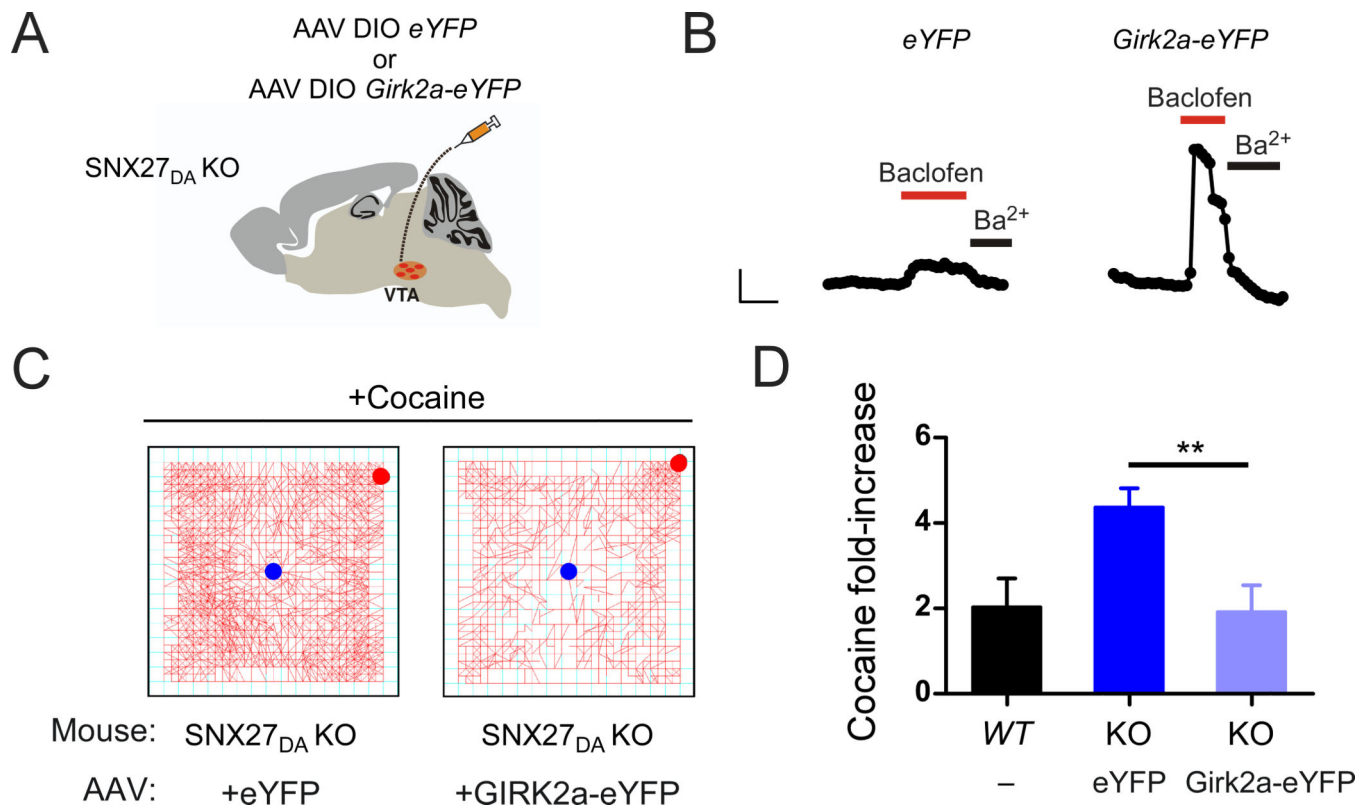 A
AAV DIO eYFP
or
AAV DIO Girk2a-eYFP
SNX27DA KO
VTA
B
eYFP
Girk2a-eYFP
Baclofen
Ba2+
Baclofen
Ba2+
C
+Cocaine
Mouse: SNX27DA KO SNX27DA KO
AAV: +eYFP +GIRK2a-eYFP
D
Cocaine fold-increase
6
4
2
0
**
WT KO KO
– eYFP Girk2a-eYFP